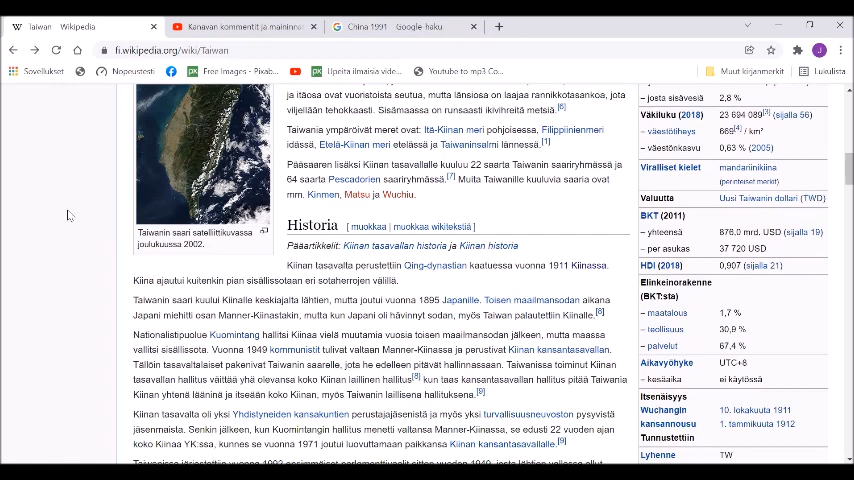 Taiwan Wikipedia
Kanavan kommentit ja maininna
China 1991 - Google-haku
fi.wikipedia.org/wiki/Taiwan
Sovellukset
Nopeustesti
Free Images - Pixab...
Upeita ilmaisia vide...
Youtube to mp3 Co...
Muut kirjanmerkit
Lukulista
ja itäosa ovat vuoristoista seutua, mutta länsiosa on laajaa rannikkotasankoa, jota
viljellään tehokkaasti. Sisämaassa on runsaasti ikivihreitä metsiä.[6]
Taiwania ympäröivät meret ovat: Itä-Kiinan meri pohjoisessa, Filippiinienmeri
idässä, Etelä-Kiinan meri etelässä ja Taiwaninsalmi lännessä.[1]
Pääsaaren lisäksi Kiinan tasavallalle kuuluu 22 saarta Taiwanin saariryhmässä ja
64 saarta Pescadorien saariryhmässä.[7] Muita Taiwanille kuuluvia saaria ovat
mm. Kinmen, Matsu ja Wuchiu.
Taiwanin saari satelliittikuvassa
joulukuussa 2002.
Historia [ muokkaa | muokkaa wikitekstiä ]
Pääartikkelit: Kiinan tasavallan historia ja Kiinan historia
Kiinan tasavalta perustettiin Qing-dynastian kaatuessa vuonna 1911 Kiinassa.
Kiina ajautui kuitenkin pian sisällissotaan eri sotaherrojen välillä.
Taiwanin saari kuului Kiinalle keskiajalta lähtien, mutta joutui vuonna 1895 Japanille. Toisen maailmansodan aikana
Japani miehitti osan Manner-Kiinastakin, mutta kun Japani oli hävinnyt sodan, myös Taiwan palautettiin Kiinalle.[8]
Nationalistipuolue Kuomintang hallitsi Kiinaa vielä muutamia vuosia toisen maailmansodan jälkeen, mutta maassa
vallitsi sisällissota. Vuonna 1949 kommunistit tulivat valtaan Manner-Kiinassa ja perustivat Kiinan kansantasavallan.
Tällöin tasavaltalaiset pakenivat Taiwanin saarelle, jota he edelleen pitävät hallinnassaan. Taiwanissa toiminut Kiinan
tasavallan hallitus väittää yhä olevansa koko Kiinan laillinen hallitus[8] kun taas kansantasavallan hallitus pitää Taiwania
Kiinan yhtenä lääninä ja itseään koko Kiinan, myös Taiwanin laillisena hallituksena.[9]
Kiinan tasavalta oli yksi Yhdistyneiden kansakuntien perustajajäsenistä ja myös yksi turvallisuusneuvoston pysyvistä
jäsenmaista. Senkin jälkeen, kun Kuomintangin hallitus menetti valtansa Manner-Kiinassa, se edusti 22 vuoden ajan
koko Kiinaa YK:ssa, kunnes se vuonna 1971 joutui luovuttamaan paikkansa Kiinan kansantasavallalle.[9]
– josta sisävesiä 2,8 %
Väkiluku (2018) 23 694 089[3] (sijalla 56)
– väestötiheys 669[4] / km²
– väestönkasvu 0,63 % (2005)
Viralliset kielet mandariinikiina
(perinteiset merkit)
Valuutta Uusi Taiwanin dollari (TWD)
BKT (2011)
– yhteensä 876,0 mrd. USD (sijalla 19)
– per asukas 37 720 USD
HDI (2018) 0,907 (sijalla 21)
Elinkeinorakenne
(BKT:sta)
– maatalous 1,7 %
– teollisuus 30,9 %
– palvelut 67,4 %
Aikavyöhyke UTC+8
– kesäaika ei käytössä
Itsenäisyys
Wuchangin 10. lokakuuta 1911
kansannousu 1. tammikuuta 1912
Tunnustettiin
Lyhenne TW